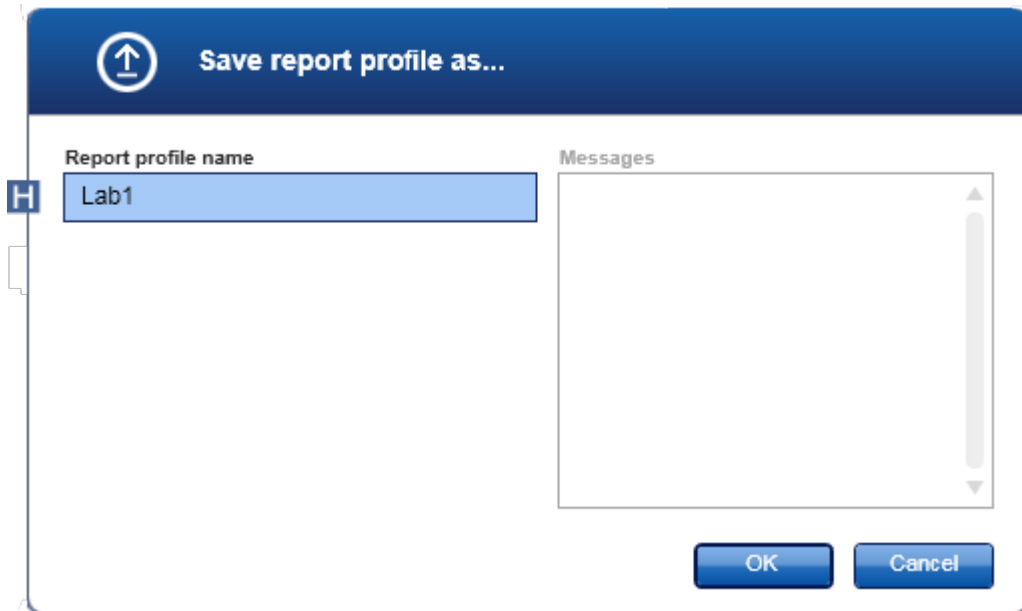 Save report profile as...
Report profile name
Messages
H
Lab1
OK
Cancel